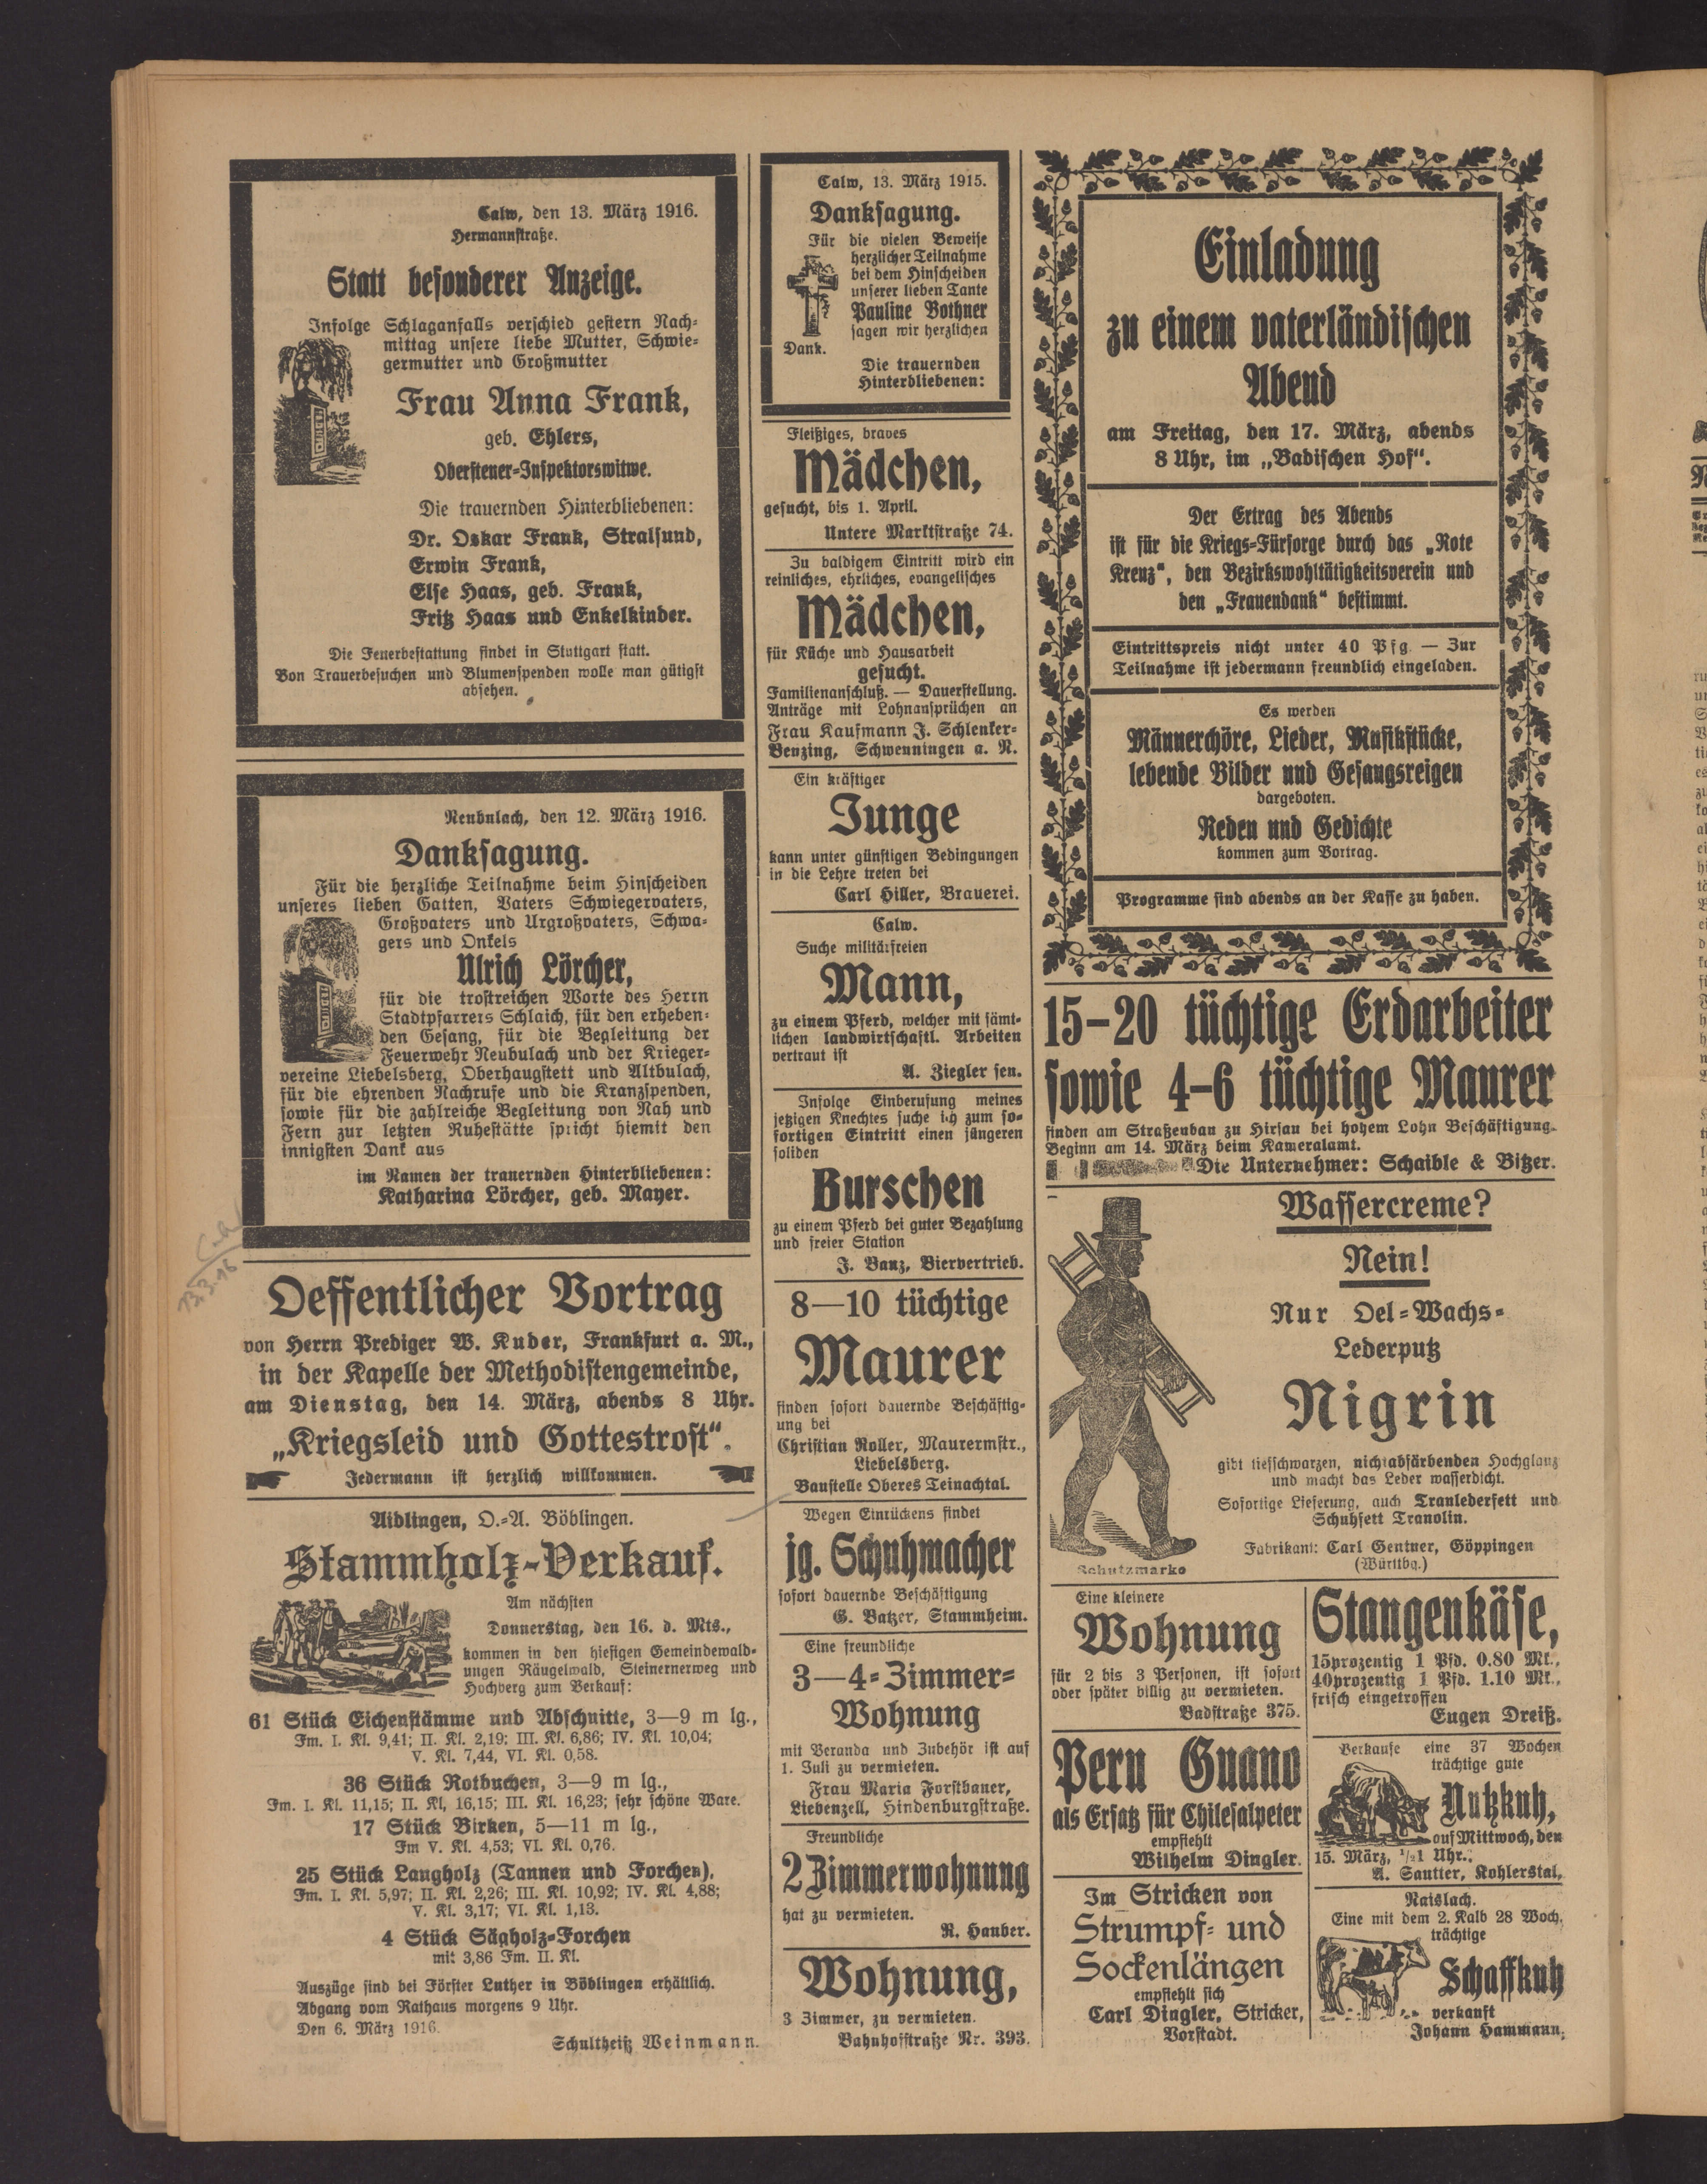 Calw, den 13. März 1916.
Hermannstraße.
Statt besonderer Anzeige.
Infolge Schlaganfalls verschied gestern Nach-
mittag unsere liebe Mutter, Schwie-
germutter und Großmutter
Frau Anna Frank,
geb. Ehlers,
Obersteuer-Inspektorswitwe.
Die trauernden Hinterbliebenen:
Dr. Oskar Frank, Stralsund,
Erwin Frank,
Else Haas, geb. Frank,
Fritz Haas und Enkelkinder.
Die Feuerbestattung findet in Stuttgart statt.
Von Trauerbesuchen und Blumenspenden wolle man gütigst
absehen.
Neubulach, den 12. März 1916.
Danksagung.
Für die herzliche Teilnahme beim Hinscheiden
unseres lieben Gatten, Vaters Schwiegervaters,
Großvaters und Urgroßvaters, Schwa-
gers und Onkels
Ulrich Lörcher,
für die trostreichen Worte des Herrn
Stadtpfarrers Schlaich, für den erheben-
den Gesang, für die Begleitung der
Feuerwehr Neubulach und der Krieger-
vereine Liebelsberg, Oberhaugstett und Altbulach,
für die ehrenden Nachrufe und die Kranzspenden,
sowie für die zahlreiche Begleitung von Nah und
Fern zur letzten Ruhestätte spricht hiemit den
innigsten Dank aus
im Namen der trauernden Hinterbliebenen:
Katharina Lörcher, geb. Mayer.
13.3.16
Oeffentlicher Vortrag
von Herrn Prediger W. Kuder, Frankfurt a. M.,
in der Kapelle der Methodistengemeinde,
am Dienstag, den 14. März, abends 8 Uhr.
„Kriegsleid und Gottestrost“.
Jedermann ist herzlich willkommen.
Aidlingen, O.-A. Böblingen.
Stammholz-Verkauf.
Am nächsten
Donnerstag, den 16. d. Mts.,
kommen in den hiesigen Gemeindewald-
ungen Räugelwald, Steinernerweg und
Hochberg zum Verkauf:
61 Stück Eichenstämme und Abschnitte, 3—9 m lg.,
Fm. I. Kl. 9,41; II. Kl. 2,19; III. Kl. 6,86; IV. Kl. 10,04;
V. Kl. 7,44, VI. Kl. 0,58.
36 Stück Rotbuchen, 3—9 m lg.,
Fm. I. Kl. 11,15; II. Kl, 16,15; III. Kl. 16,23; sehr schöne Ware.
17 Stück Birken, 5—11 m lg.,
Fm V. Kl. 4,53; VI. Kl. 0,76.
25 Stück Langholz (Tannen und Forchen),
Fm. I. Kl. 5,97; II. Kl. 2,26; III. Kl. 10,92; IV. Kl. 4,88;
V. Kl. 3,17; VI. Kl. 1,13.
4 Stück Sägholz-Forchen
mit 3,86 Fm. II. Kl.
Auszüge sind bei Förster Luther in Böblingen erhältlich.
Abgang vom Rathaus morgens 9 Uhr.
Den 6. März 1916.
Schultheiß Weinmann.
Calw, 13. März 1915.
Danksagung.
Für die vielen Beweise
herzlicher Teilnahme
bei dem Hinscheiden
unserer lieben Tante
Pauline Bothner
sagen wir herzlichen
Dank.
Die trauernden
Hinterbliebenen:
Fleißiges, braves
Mädchen,
gesucht, bis 1. April.
Untere Marktstraße 74.
Zu baldigem Eintritt wird ein
reinliches, ehrliches, evangelisches
Mädchen,
für Küche und Hausarbeit
gesucht.
Familienanschluß. — Dauerstellung.
Anträge mit Lohnansprüchen an
Frau Kaufmann J. Schlenker-
Benzing, Schwenningen a. N.
Ein kräftiger
Junge
kann unter günstigen Bedingungen
in die Lehre treten bei
Carl Hiller, Brauerei.
Calw.
Suche militärfreien
Mann,
zu einem Pferd, welcher mit sämt-
lichen landwirtschaftl. Arbeiten
vertraut ist
A. Ziegler sen.
Infolge Einberufung meines
jetzigen Knechtes suche ich zum so-
fortigen Eintritt einen jüngeren
soliden
Burschen
zu einem Pferd bei guter Bezahlung
und freier Station
J. Banz, Biervertrieb.
8—10 tüchtige
Maurer
finden sofort dauernde Beschäftig-
ung bei
Christian Roller, Maurermstr.,
Liebelsberg.
Baustelle Oberes Teinachtal.
Wegen Einrückens findet
jg. Schuhmacher
sofort dauernde Beschäftigung
G. Batzer, Stammheim.
Eine freundliche
3—4-Zimmer-
Wohnung
mit Veranda und Zubehör ist auf
1. Juli zu vermieten.
Frau Maria Forstbauer,
Liebenzell, Hindenburgstraße.
Freundliche
2 Zimmerwohnung
hat zu vermieten.
R. Hauber.
Wohnung,
3 Zimmer, zu vermieten.
Bahnhofstraße Nr. 393.
Einladung
zu einem vaterländischen
Abend
am Freitag, den 17. März, abends
8 Uhr, im „Badischen Hof“.
Der Ertrag des Abends
ist für die Kriegs-Fürsorge durch das „Rote
Kreuz“, den Bezirkswohltätigkeitsverein und
den „Frauendank“ bestimmt.
Eintrittspreis nicht unter 40 Pfg. — Zur
Teilnahme ist jedermann freundlich eingeladen.
Es werden
Männerchöre, Lieder, Musikstücke,
lebende Bilder und Gesangsreigen
dargeboten.
Reden und Gedichte
kommen zum Vortrag.
Programme sind abends an der Kasse zu haben.
15–20 tüchtige Erdarbeiter
sowie 4–6 tüchtige Maurer
finden am Straßenbau zu Hirsau bei hohem Lohn Beschäftigung.
Beginn am 14. März beim Kameralamt.
Die Unternehmer: Schaible & Bitzer.
Wassercreme?
Nein!
Nur Oel-Wachs-
Lederputz
Nigrin
gibt tiefschwarzen, nichtabfärbenden Hochglanz
und macht das Leder wasserdicht.
Sofortige Lieferung, auch Tranlederfett und
Schuhfett Tranolin.
Fabrikant: Carl Gentner, Göppingen
(Württbg.)
Schutzmarke
Eine kleinere
Wohnung
für 2 bis 3 Personen, ist sofort
oder später billig zu vermieten.
Badstraße 375.
Peru Guano
als Ersatz für Chilesalpeter
empfiehlt
Wilhelm Dingler.
Im Stricken von
Strumpf- und
Sockenlängen
empfiehlt sich
Carl Dingler, Stricker,
Vorstadt.
Stangenkäse,
15prozentig 1 Pfd. 0.80 Mk.,
40prozentig 1 Pfd. 1.10 Mk.,
frisch eingetroffen
Eugen Dreiß.
Verkaufe eine 37 Wochen
trächtige gute
Nutzkuh,
auf Mittwoch, den
15. März, ½1 Uhr.
A. Sautter, Kohlerstal.
Naislach.
Eine mit dem 2. Kalb 28 Woch.
trächtige
Schaffkuh
verkauft
Johann Hammann.